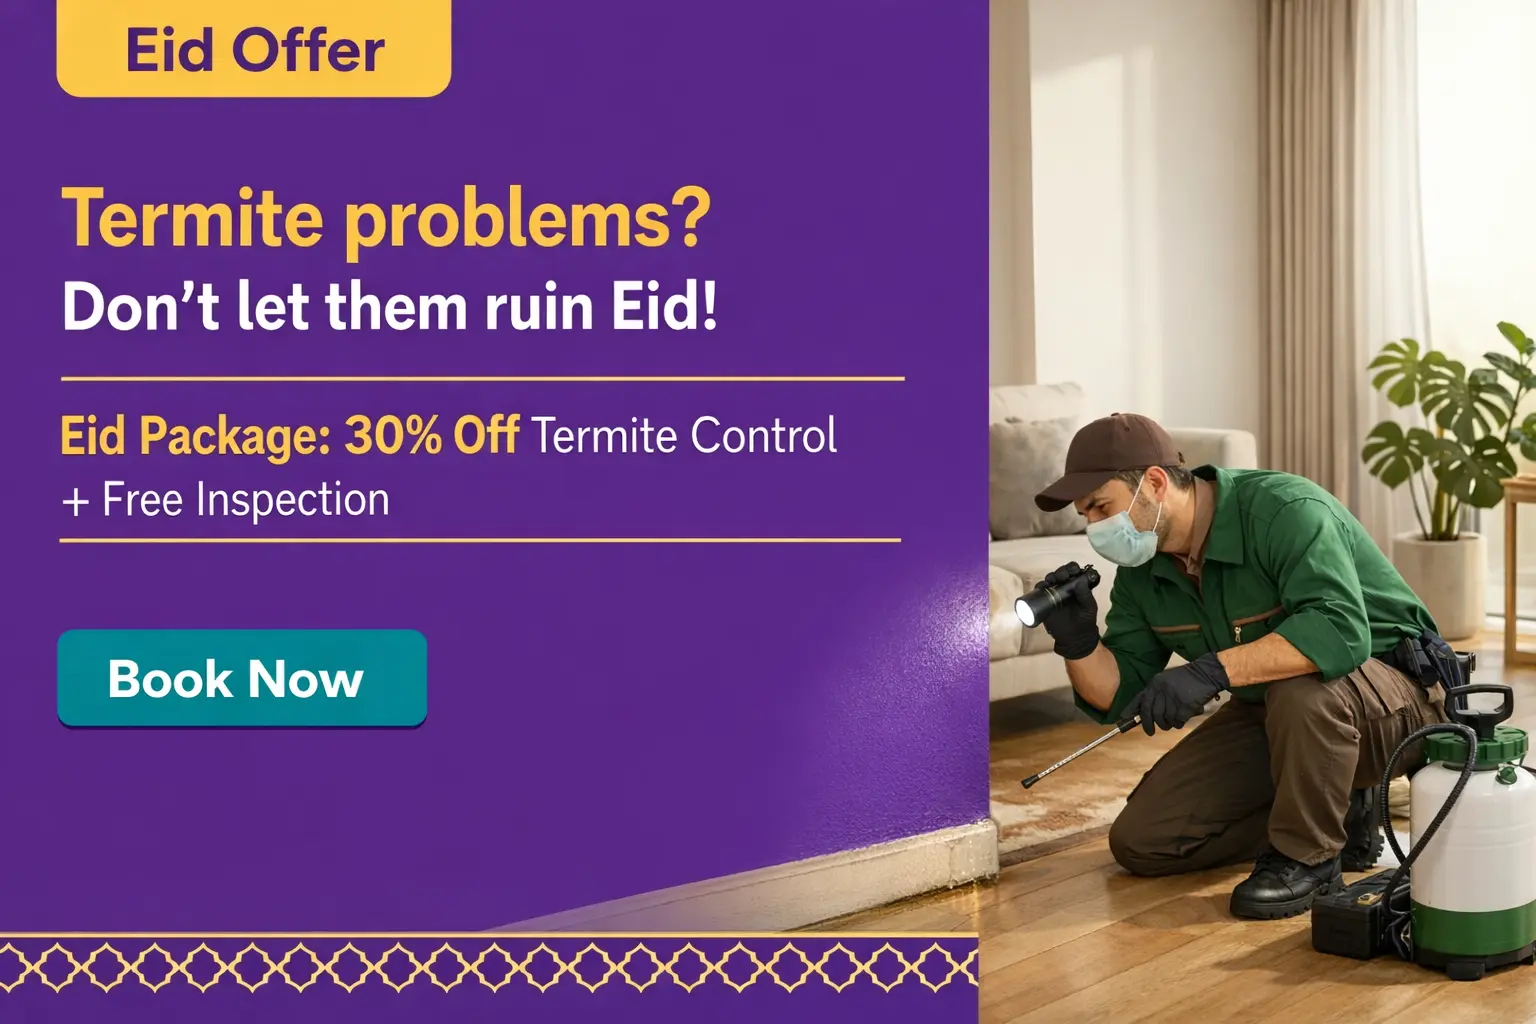 Eid Offer
Termite problems?
Don’t let them ruin Eid!
Eid Package: 30% Off Termite Control
+ Free Inspection
Book Now